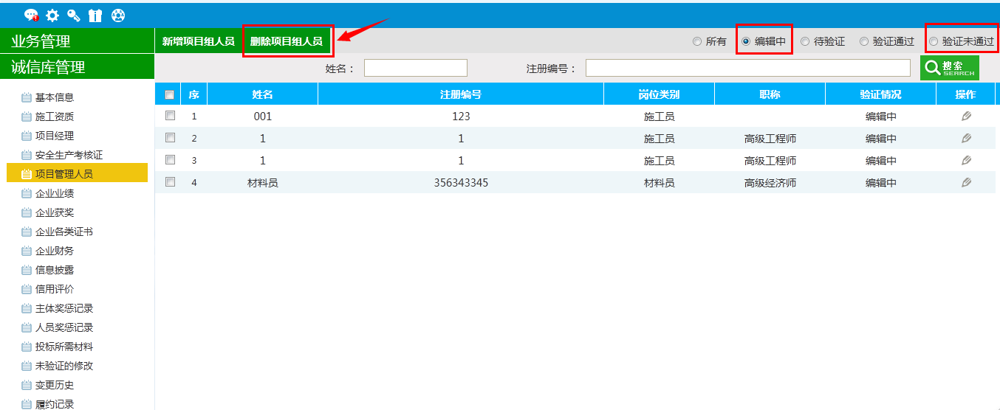 业务管理
新增项目组人员 删除项目组人员 所有 编辑中 待验证 验证通过 验证未通过
诚信库管理
姓名： 注册编号： 搜索 SEARCH
序 姓名 注册编号 岗位类别 职称 验证情况 操作
1 001 123 施工员 编辑中
2 1 1 施工员 高级工程师 编辑中
3 1 1 施工员 高级工程师 编辑中
4 材料员 356343345 材料员 高级经济师 编辑中
基本信息
施工资质
项目经理
安全生产考核证
项目管理人员
企业业绩
企业获奖
企业各类证书
企业财务
信息披露
信用评价
主体奖惩记录
人员奖惩记录
投标所需材料
未验证的修改
变更历史
履约记录